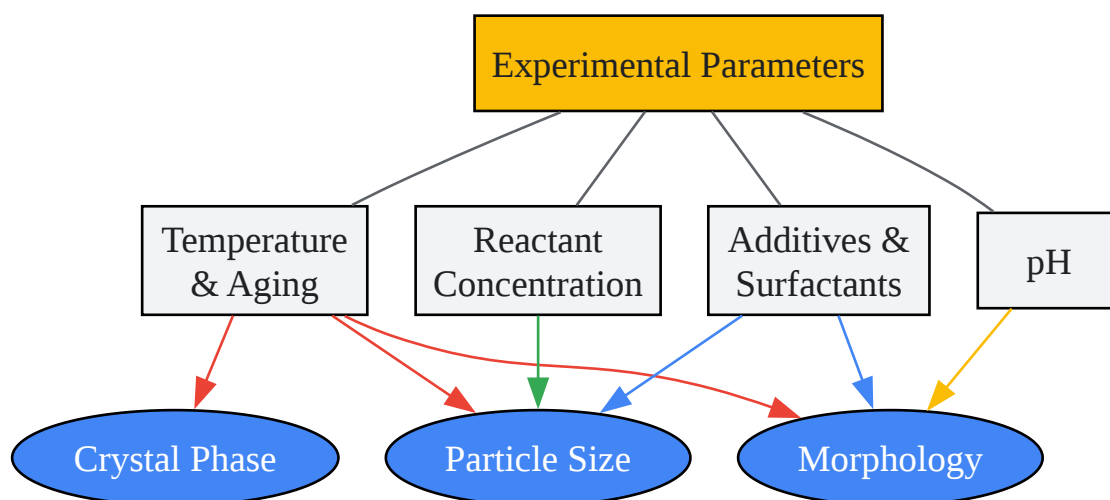 Experimental Parameters
Temperature
& Aging
Reactant
Concentration
Additives &
Surfactants
pH
Crystal Phase
Particle Size
Morphology